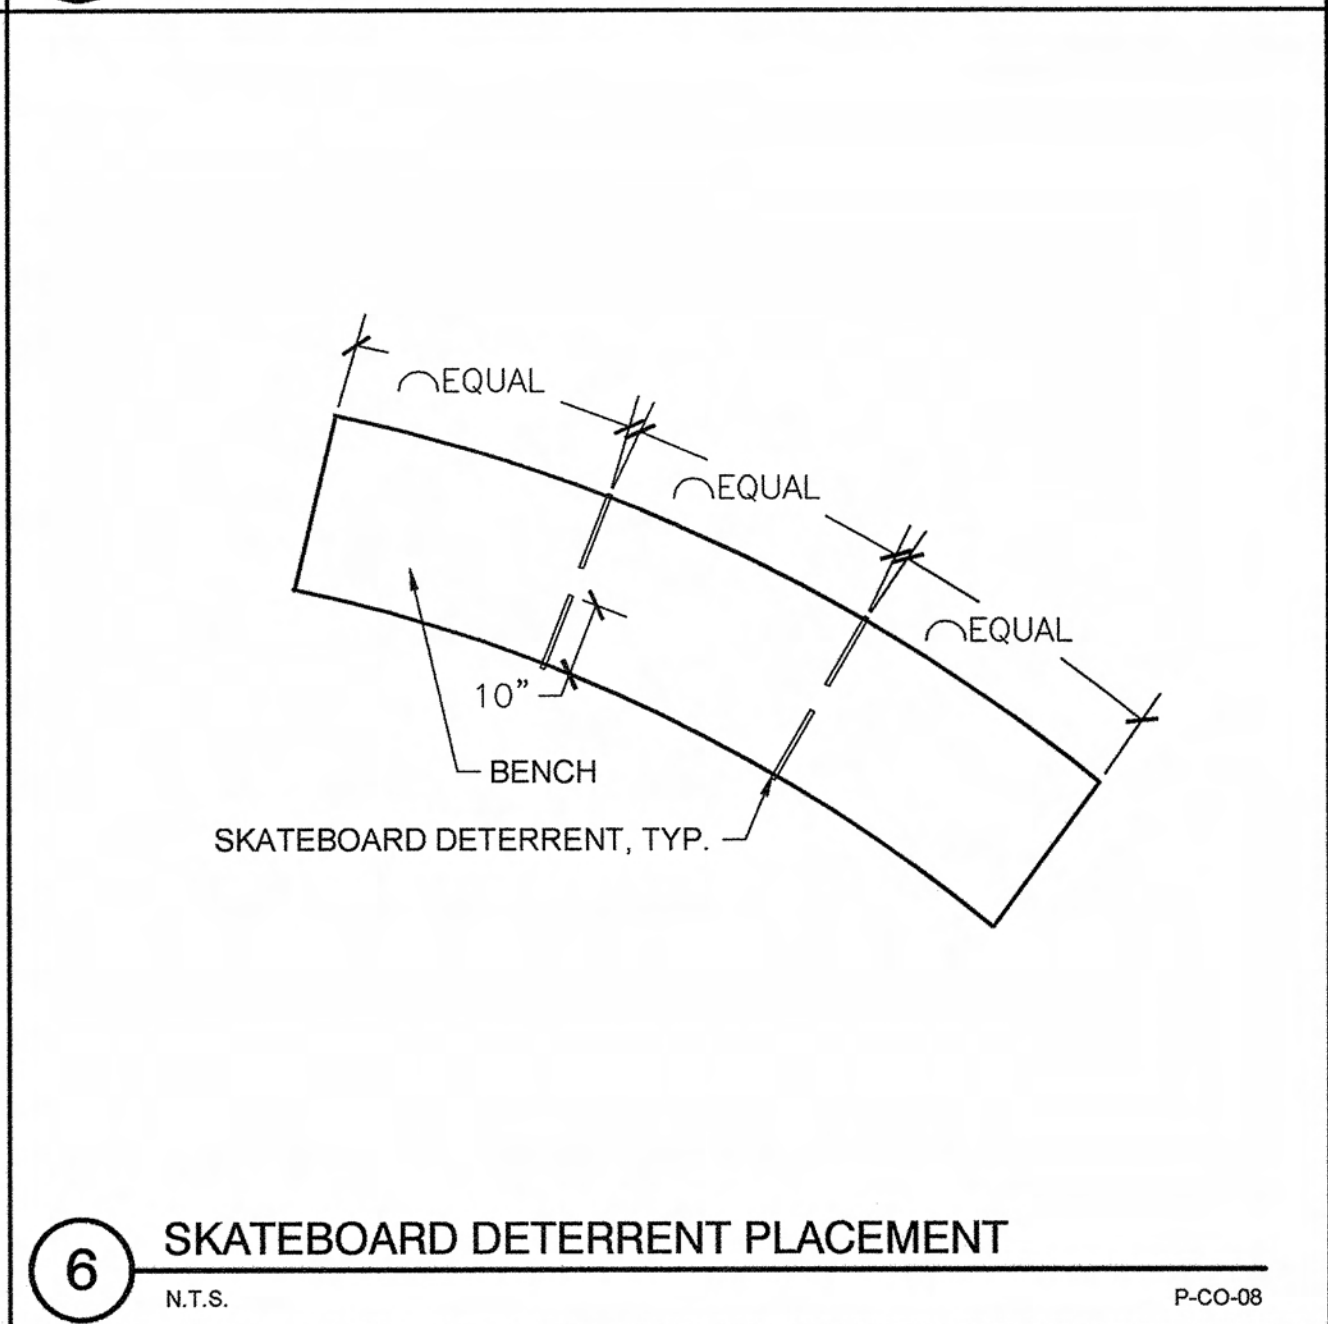 EQUAL
EQUAL
EQUAL
10”
BENCH
SKATEBOARD DETERRENT, TYP.
6
SKATEBOARD DETERRENT PLACEMENT
N.T.S.
P-CO-08